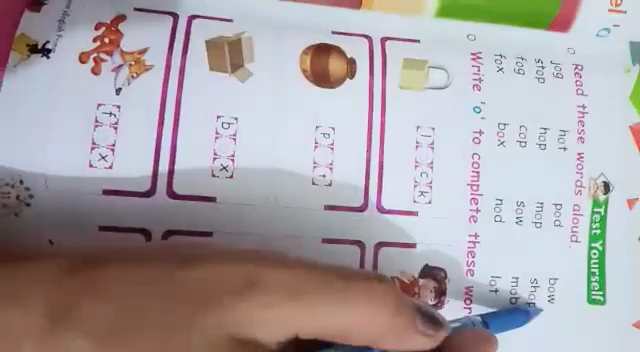 Test Yourself
Read these words aloud.
jog hot pod bow
stop hop mop shop
fog cop sow mob
fox box nod lot
Write 'o' to complete these wor
l c k
p t
b x
f x